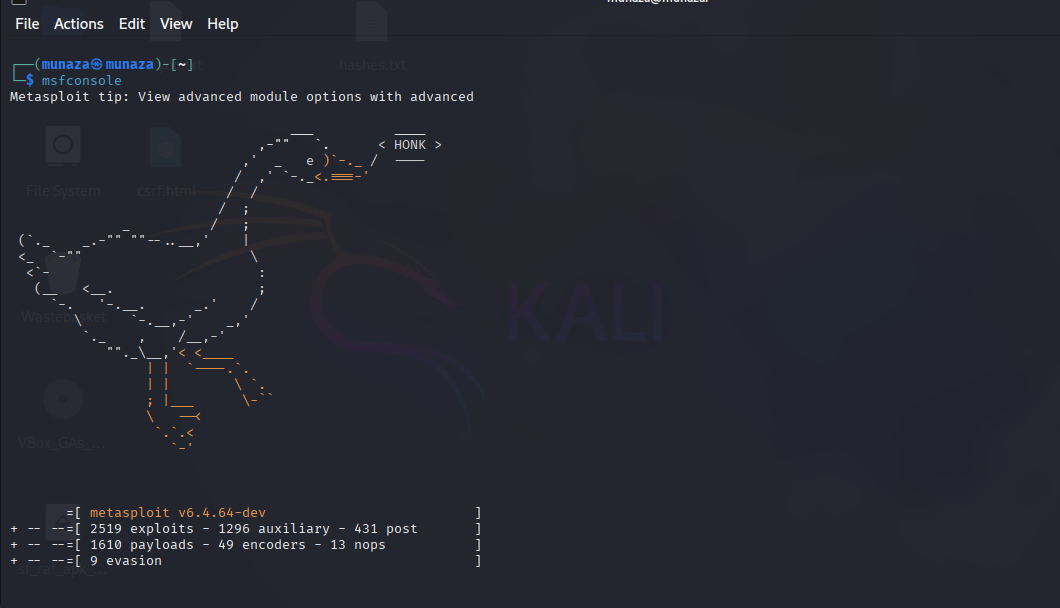 File Actions Edit View Help
┌──(munaza㉿munaza)-[~]
└─$ msfconsole
Metasploit tip: View advanced module options with advanced
< HONK >
=[ metasploit v6.4.64-dev ]
+ -- --=[ 2519 exploits - 1296 auxiliary - 431 post ]
+ -- --=[ 1610 payloads - 49 encoders - 13 nops ]
+ -- --=[ 9 evasion ]
hashes.txt
File System
csrf.html
Wastebasket
VBox_GAs_...
KALI